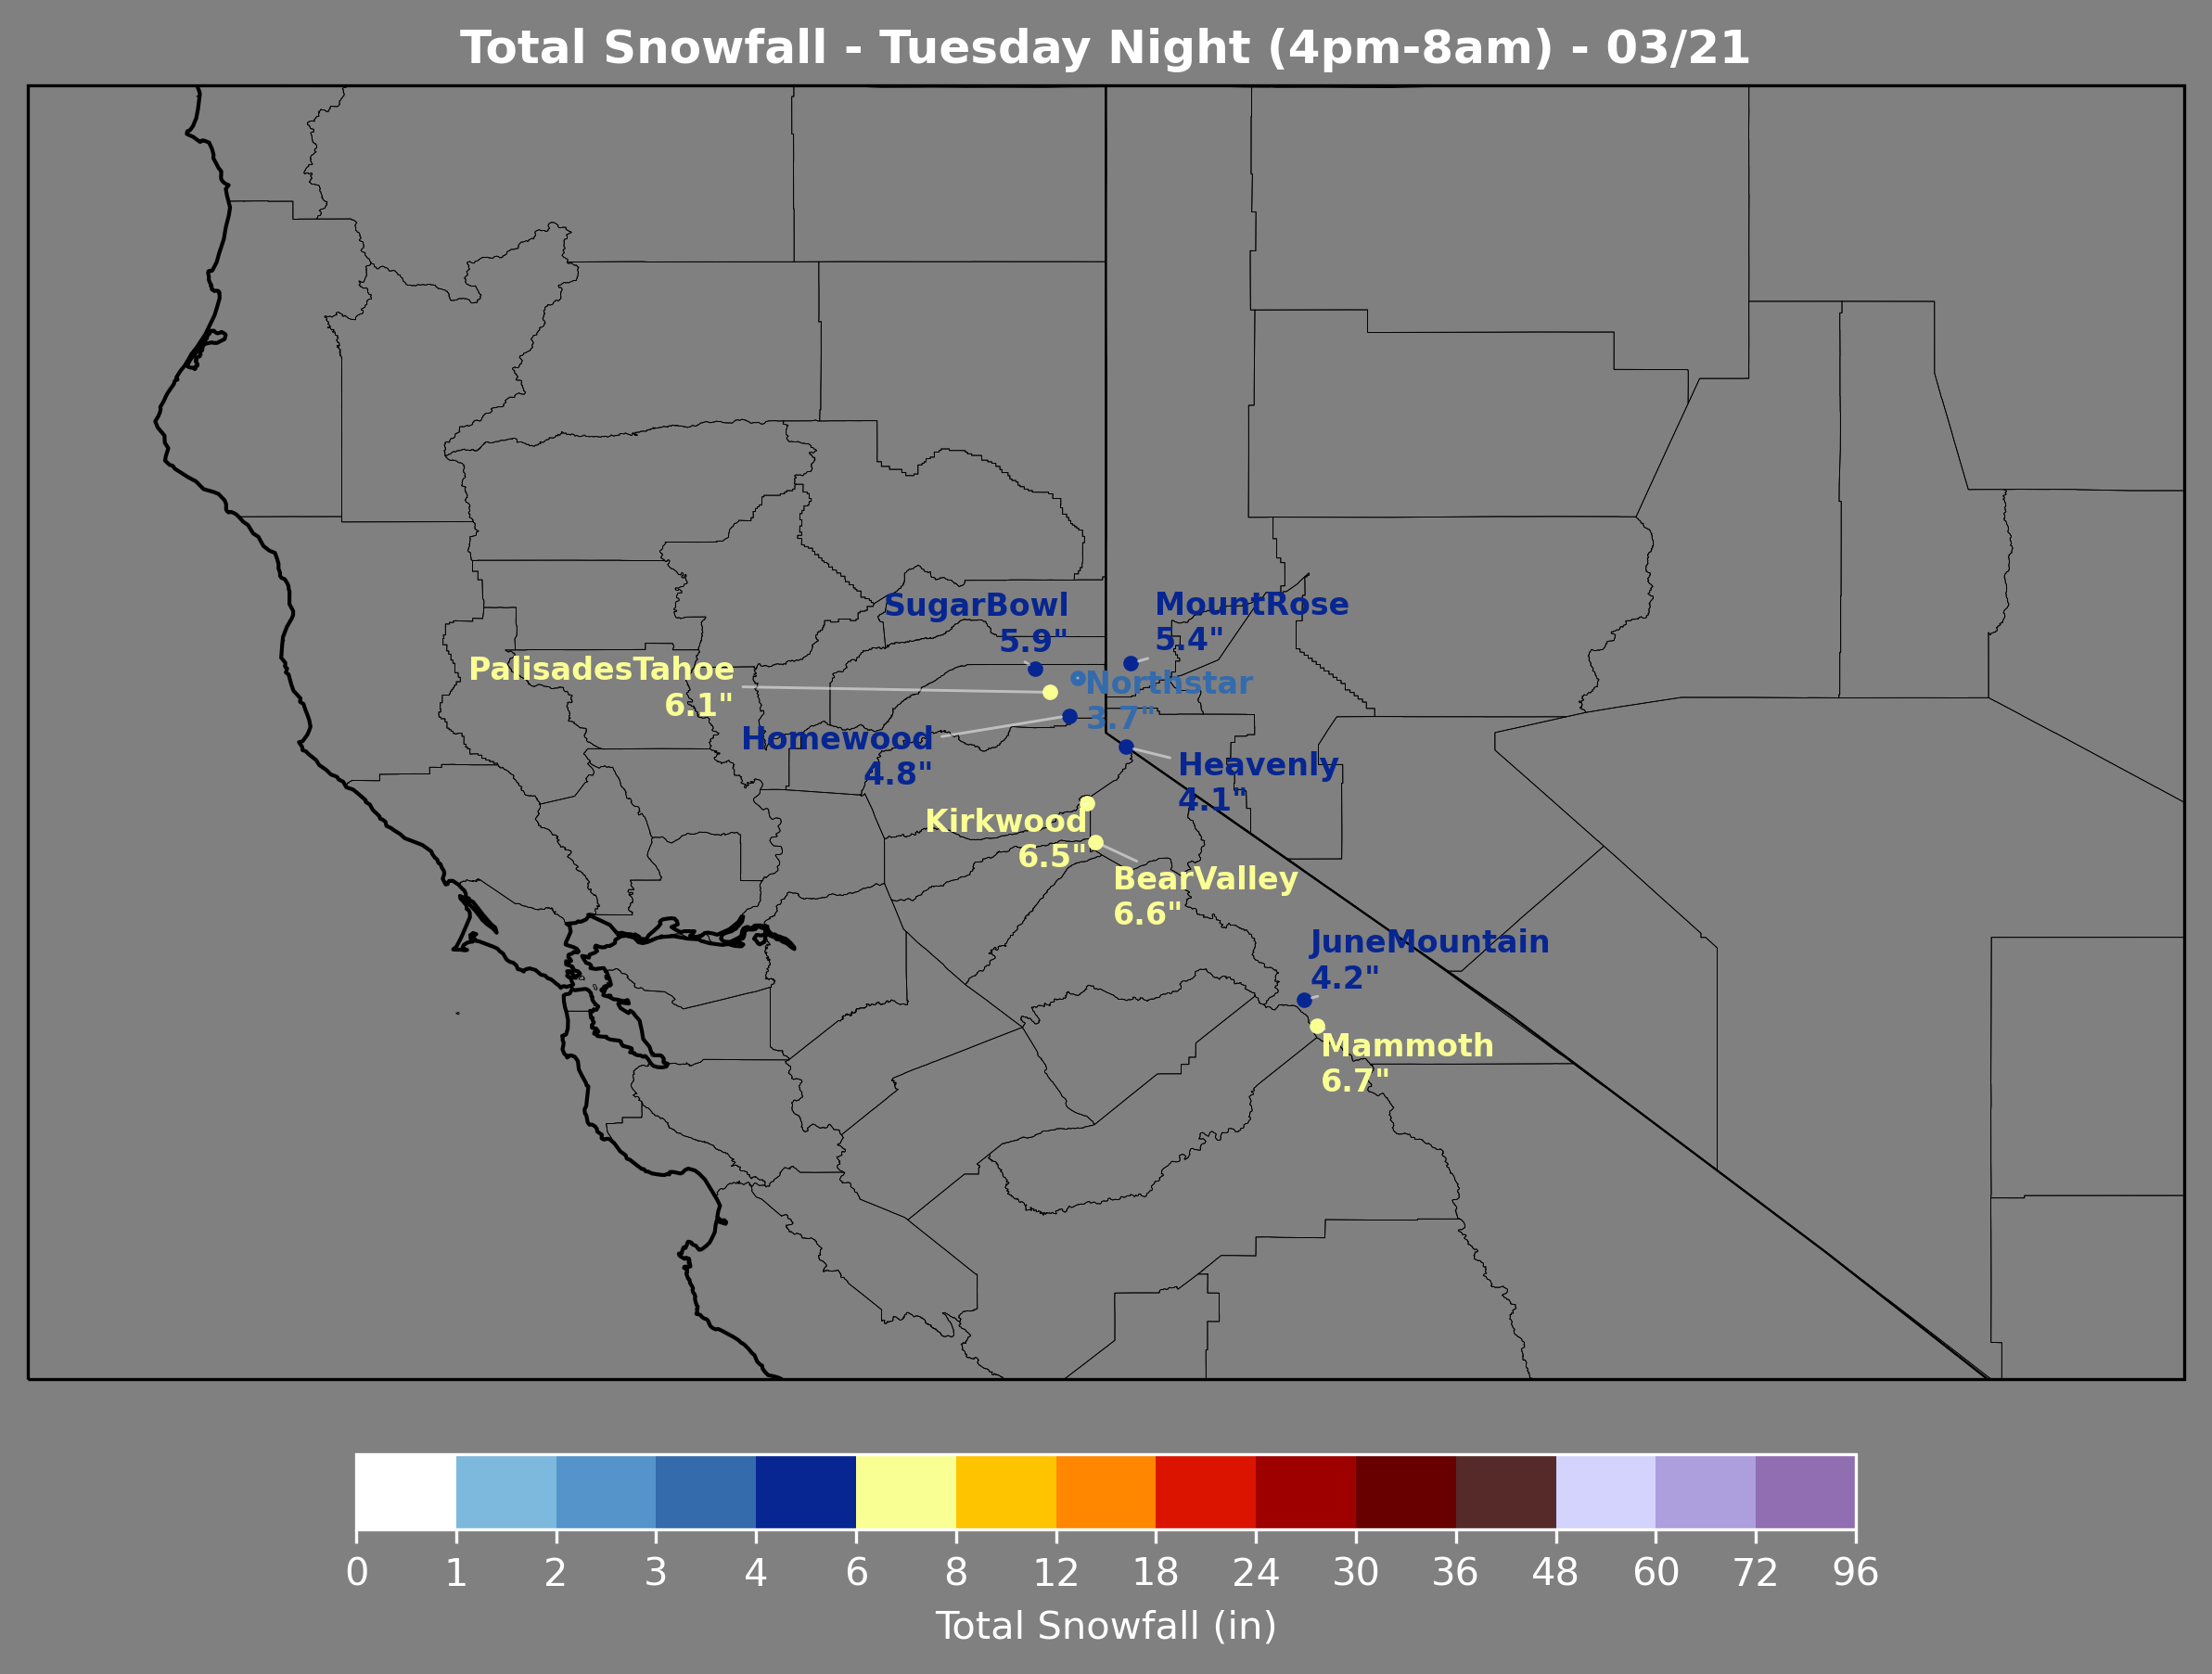 Total Snowfall - Tuesday Night (4pm-8am) - 03/21
SugarBowl
5.9"
MountRose
5.4"
PalisadesTahoe
6.1"
Northstar
3.7"
Homewood
4.8"
Heavenly
4.1"
Kirkwood
6.5"
BearValley
6.6"
JuneMountain
4.2"
Mammoth
6.7"
0 1 2 3 4 6 8 12 18 24 30 36 48 60 72 96
Total Snowfall (in)